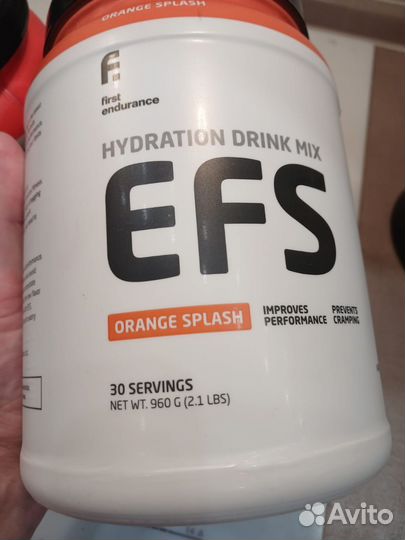 ORANGE SPLASH
first
endurance
HYDRATION DRINK MIX
EFS
ORANGE SPLASH
IMPROVES PERFORMANCE
PREVENTS CRAMPING
30 SERVINGS
NET WT. 960 G (2.1 LBS)
Avito